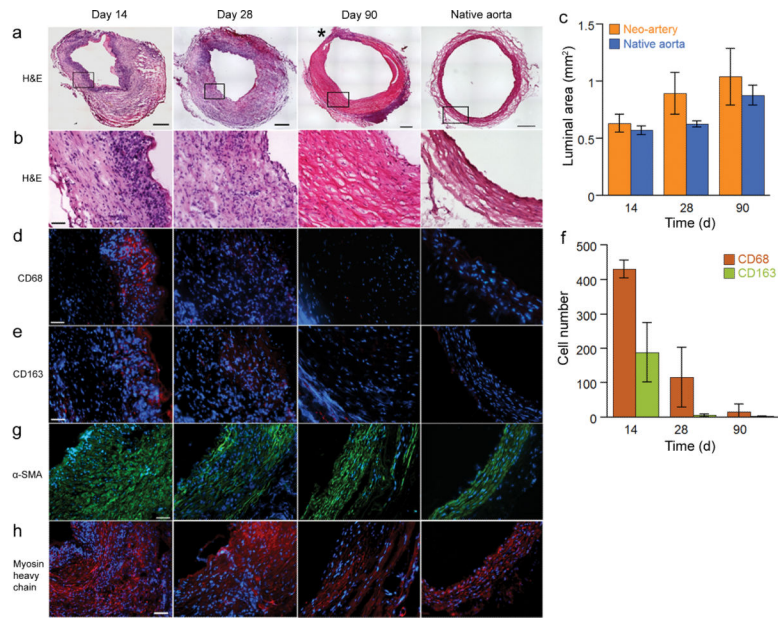 Day 14 Day 28 Day 90 Native aorta
a
*
H&E
b
H&E
d
CD68
e
CD163
g
α-SMA
h
Myosin
heavy
chain
c
Neo-artery
Native aorta
Luminal area (mm²)
1.5
1
0.5
0
14 28 90
Time (d)
f
CD68
CD163
Cell number
500
400
300
200
100
0
14 28 90
Time (d)